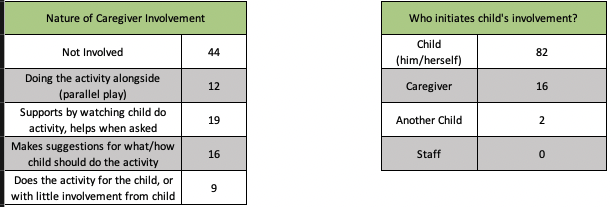 Nature of Caregiver Involvement
Not Involved 44
Doing the activity alongside
(parallel play) 12
Supports by watching child do
activity, helps when asked 19
Makes suggestions for what/how
child should do the activity 16
Does the activity for the child, or
with little involvement from child 9
Who initiates child's involvement?
Child
(him/herself) 82
Caregiver 16
Another Child 2
Staff 0